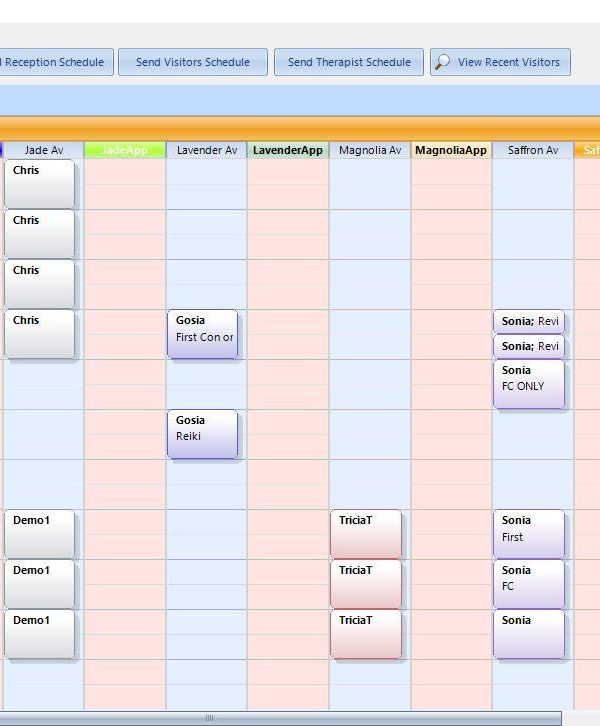 Reception Schedule
Send Visitors Schedule
Send Therapist Schedule
View Recent Visitors
Jade Av
JadeApp
Lavender Av
LavenderApp
Magnolia Av
MagnoliaApp
Saffron Av
Saf
Chris
Chris
Chris
Chris
Gosia
First Con or
Sonia; Revi
Sonia; Revi
Sonia
FC ONLY
Gosia
Reiki
Demo1
TriciaT
Sonia
First
Demo1
TriciaT
Sonia
FC
Demo1
TriciaT
Sonia